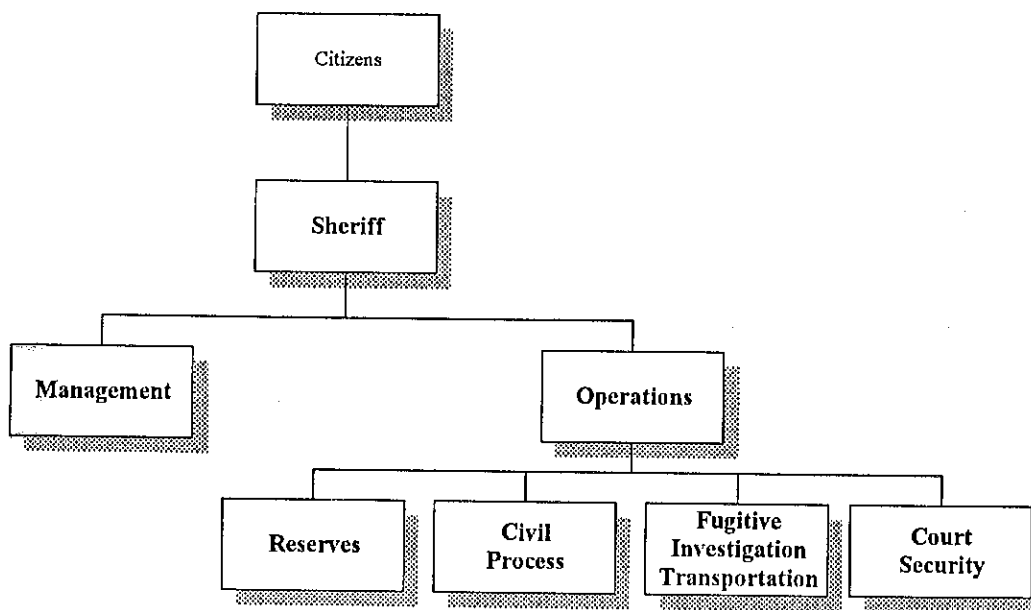 Citizens
Sheriff
Management
Operations
Reserves
Civil
Process
Fugitive
Investigation
Transportation
Court
Security